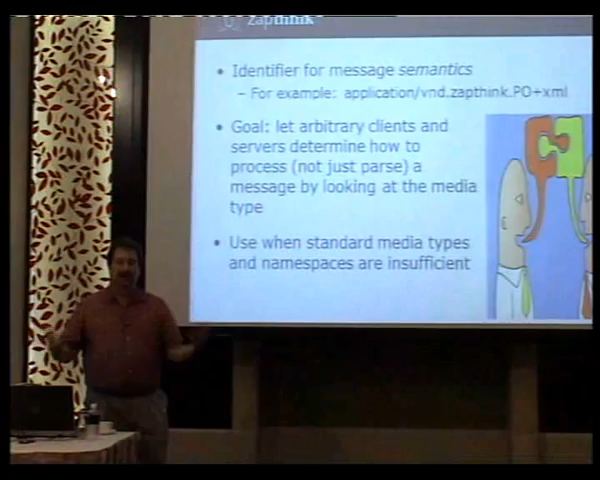 zapthink
• Identifier for message semantics
– For example: application/vnd.zapthink.PO+xml
• Goal: let arbitrary clients and
servers determine how to
process (not just parse) a
message by looking at the media
type
• Use when standard media types
and namespaces are insufficient